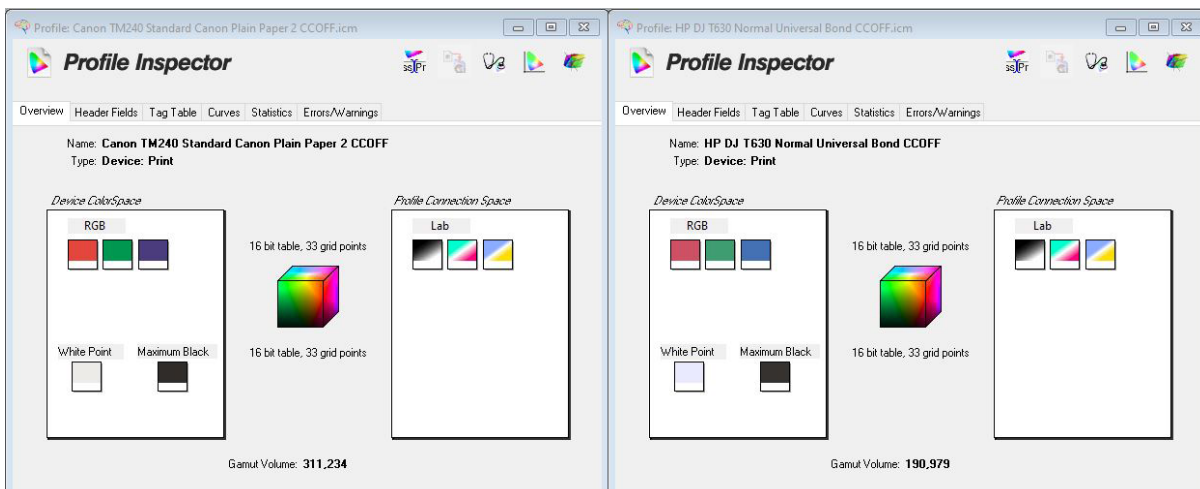 Profile: Canon TM240 Standard Canon Plain Paper 2 CCOFF.icm
Profile Inspector
Overview Header Fields Tag Table Curves Statistics Errors/Warnings
Name: Canon TM240 Standard Canon Plain Paper 2 CCOFF
Type: Device: Print
Device ColorSpace
Profile Connection Space
RGB
Lab
16 bit table, 33 grid points
White Point
Maximum Black
16 bit table, 33 grid points
Gamut Volume: 311,234
Profile: HP DJ T630 Normal Universal Bond CCOFF.icm
Profile Inspector
Overview Header Fields Tag Table Curves Statistics Errors/Warnings
Name: HP DJ T630 Normal Universal Bond CCOFF
Type: Device: Print
Device ColorSpace
Profile Connection Space
RGB
Lab
16 bit table, 33 grid points
White Point
Maximum Black
16 bit table, 33 grid points
Gamut Volume: 190,979